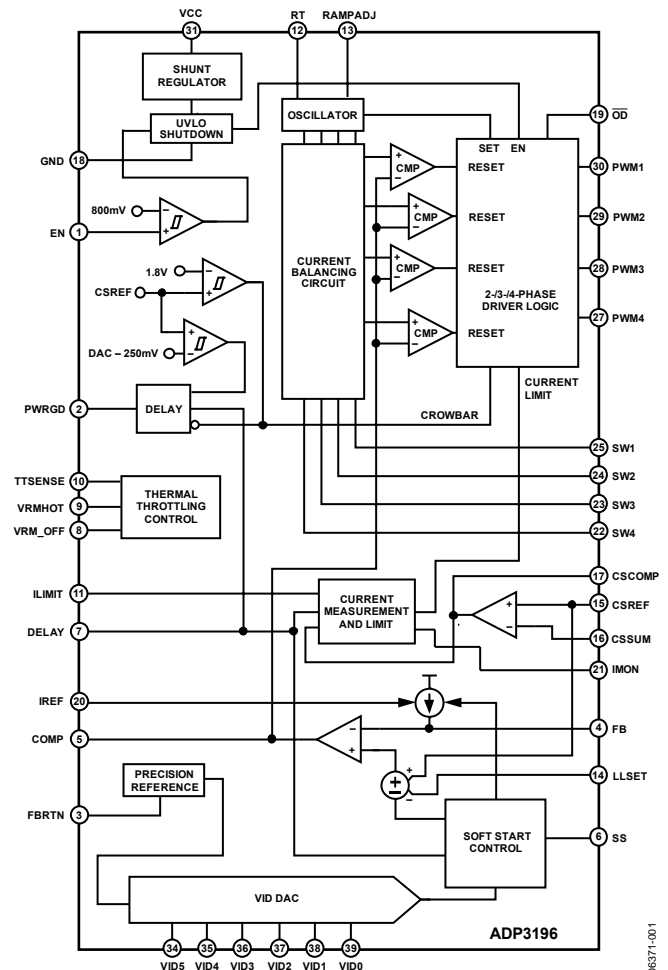 VCC
31
RT
12
RAMPADJ
13
SHUNT
REGULATOR
UVLO
SHUTDOWN
OSCILLATOR
19 OD
SET EN
GND 18
CMP
RESET
30 PWM1
800mV
EN 1
CMP
RESET
29 PWM2
1.8V
CSREF
CURRENT
BALANCING
CIRCUIT
CMP
RESET
28 PWM3
2-/3-/4-PHASE
DRIVER LOGIC
27 PWM4
CMP
RESET
DAC – 250mV
CURRENT
LIMIT
PWRGD 2
DELAY
CROWBAR
25 SW1
TTSENSE 10
24 SW2
VRMHOT 9
THERMAL
THROTTLING
CONTROL
23 SW3
VRM_OFF 8
22 SW4
17 CSCOMP
ILIMIT 11
CURRENT
MEASUREMENT
AND LIMIT
15 CSREF
DELAY 7
16 CSSUM
21 IMON
IREF 20
4 FB
COMP 5
14 LLSET
PRECISION
REFERENCE
FBRTN 3
SOFT START
CONTROL
6 SS
VID DAC
ADP3196
34 35 36 37 38 39
VID5 VID4 VID3 VID2 VID1 VID0
06371-001